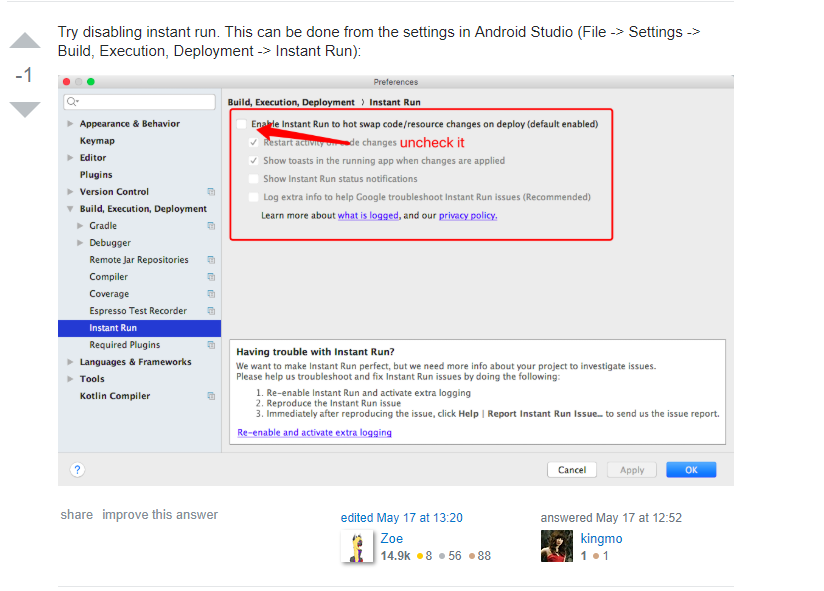 Try disabling instant run. This can be done from the settings in Android Studio (File -> Settings ->
Build, Execution, Deployment -> Instant Run):
-1
Preferences
Build, Execution, Deployment › Instant Run
Appearance & Behavior
Keymap
Editor
Plugins
Version Control
Build, Execution, Deployment
Gradle
Debugger
Remote Jar Repositories
Compiler
Coverage
Espresso Test Recorder
Instant Run
Required Plugins
Languages & Frameworks
Tools
Kotlin Compiler
Enable Instant Run to hot swap code/resource changes on deploy (default enabled)
Restart activity on code changes uncheck it
Show toasts in the running app when changes are applied
Show Instant Run status notifications
Log extra info to help Google troubleshoot Instant Run issues (Recommended)
Learn more about what is logged, and our privacy policy.
Having trouble with Instant Run?
We want to make Instant Run perfect, but we need more info about your project to investigate issues.
Please help us troubleshoot and fix Instant Run issues by doing the following:
1. Re-enable Instant Run and activate extra logging
2. Reproduce the Instant Run issue
3. Immediately after reproducing the issue, click Help | Report Instant Run Issue... to send us the issue report.
Re-enable and activate extra logging
?
Cancel
Apply
OK
share improve this answer
edited May 17 at 13:20
Zoe
14.9k 8 56 88
answered May 17 at 12:52
kingmo
1 1